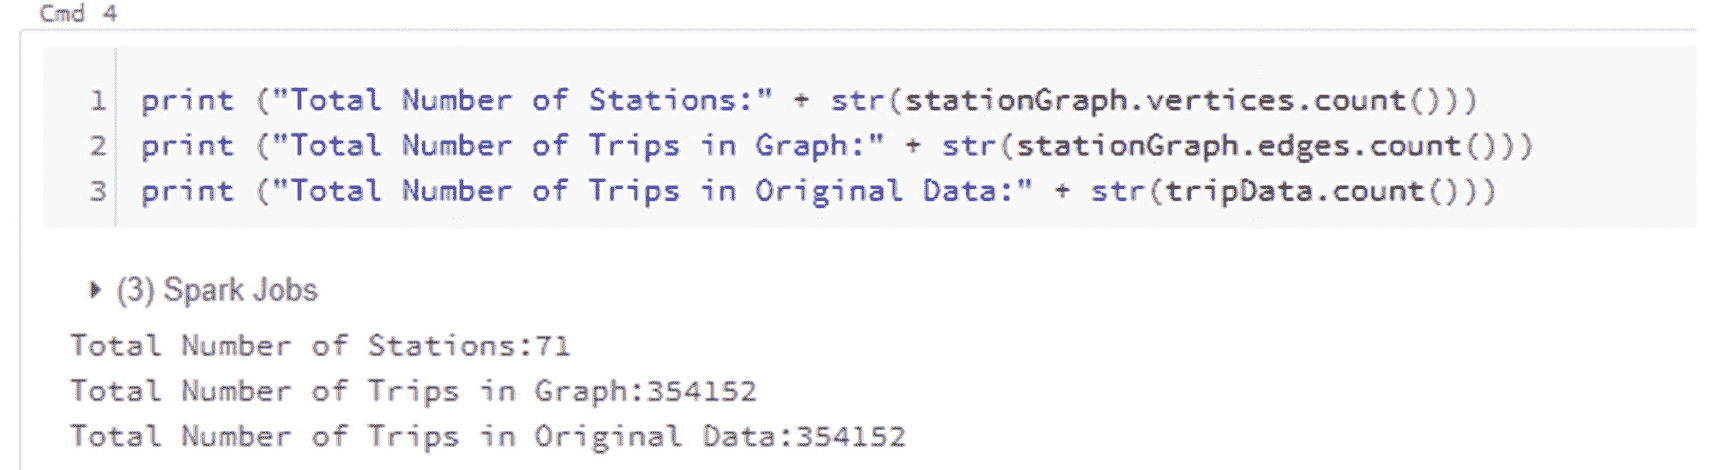 Cmd 4
1 print ("Total Number of Stations:" + str(stationGraph.vertices.count()))
2 print ("Total Number of Trips in Graph:" + str(stationGraph.edges.count()))
3 print ("Total Number of Trips in Original Data:" + str(tripData.count()))
(3) Spark Jobs
Total Number of Stations:71
Total Number of Trips in Graph:354152
Total Number of Trips in Original Data:354152